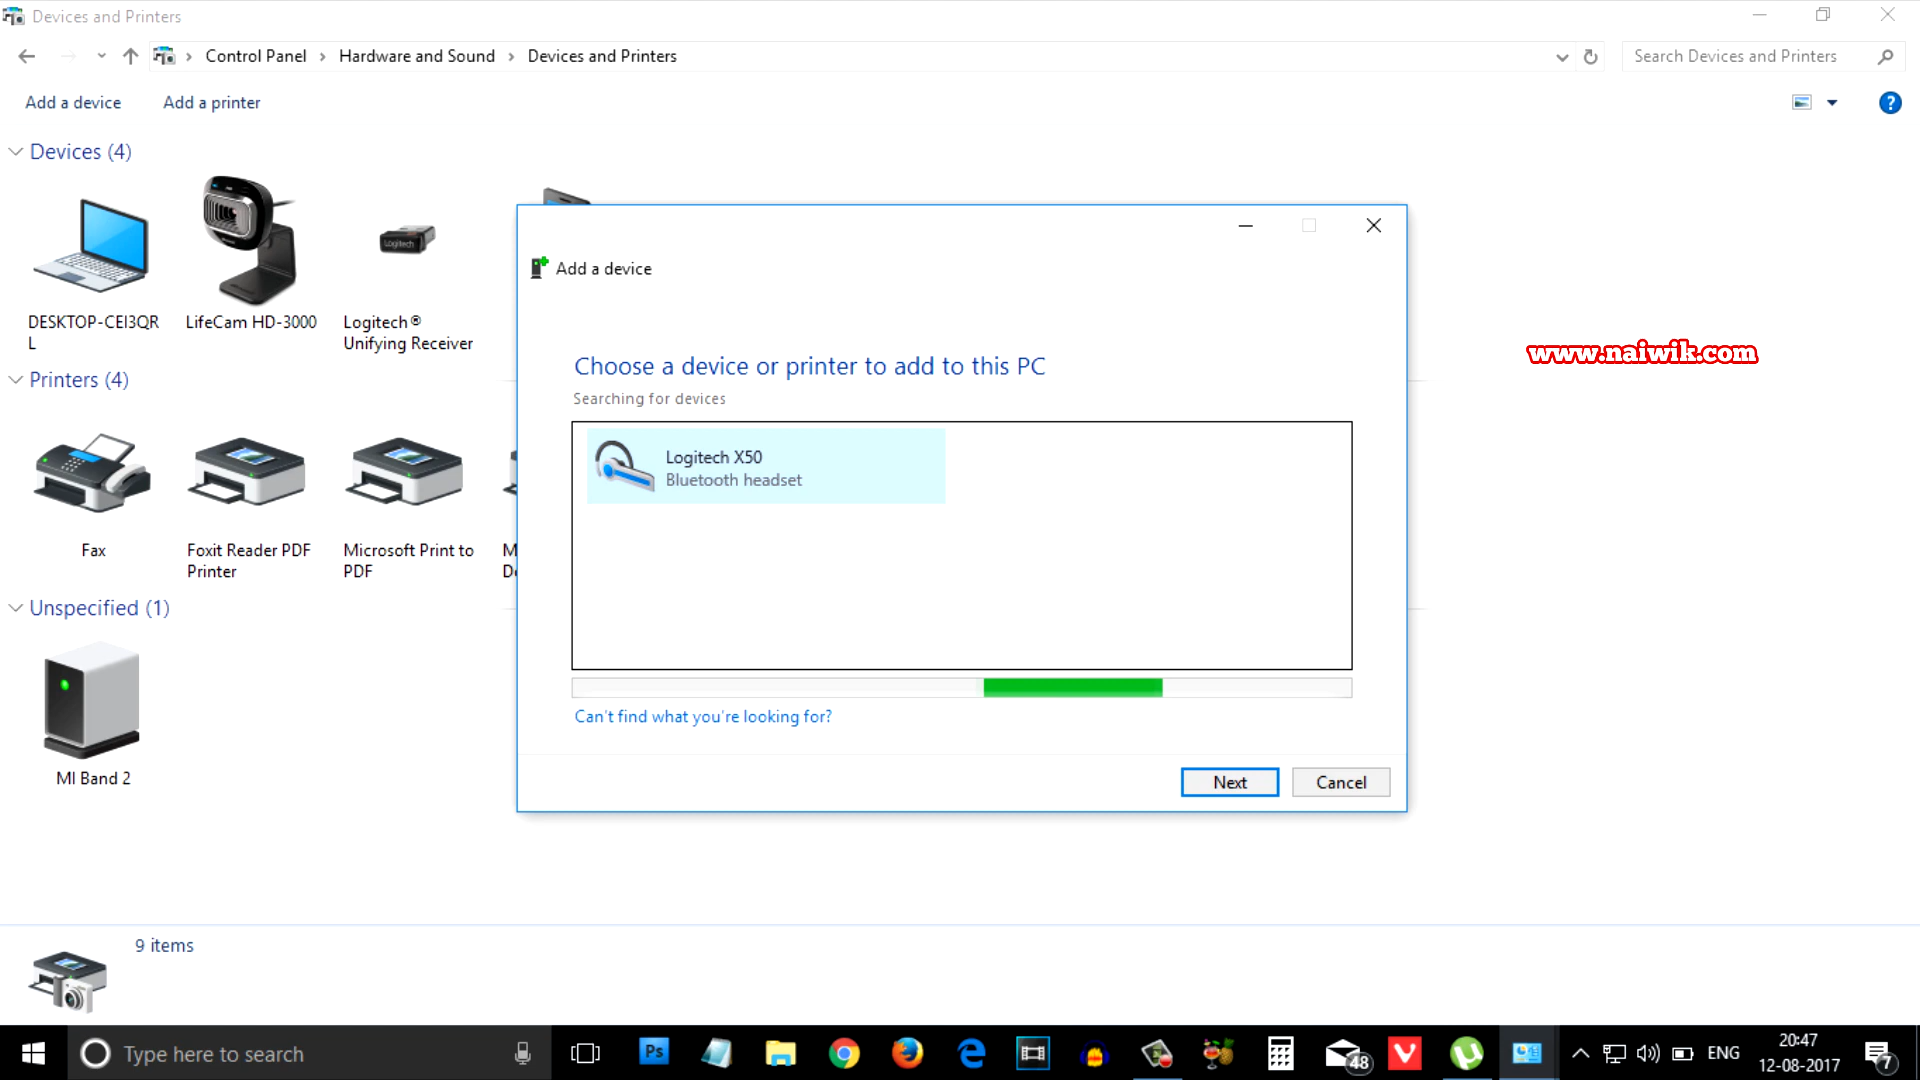 Devices and Printers
Control Panel > Hardware and Sound > Devices and Printers
Search Devices and Printers
Add a device
Add a printer
?
Devices (4)
Logitech
DESKTOP-CEI3QR
L
LifeCam HD-3000
Logitech®
Unifying Receiver
Printers (4)
Fax
Foxit Reader PDF
Printer
Microsoft Print to
PDF
M
Unspecified (1)
MI Band 2
Add a device
Choose a device or printer to add to this PC
Searching for devices
Logitech X50
Bluetooth headset
Can't find what you're looking for?
Next
Cancel
www.naiwik.com
9 items
Type here to search
Ps
48
ENG
20:47
12-08-2017
7